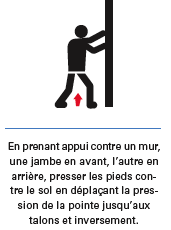 En prenant appui contre un mur,
une jambe en avant, l'autre en
arrière, presser les pieds con-
tre le sol en déplaçant la pres-
sion de la pointe jusqu'aux
talons et inversement.